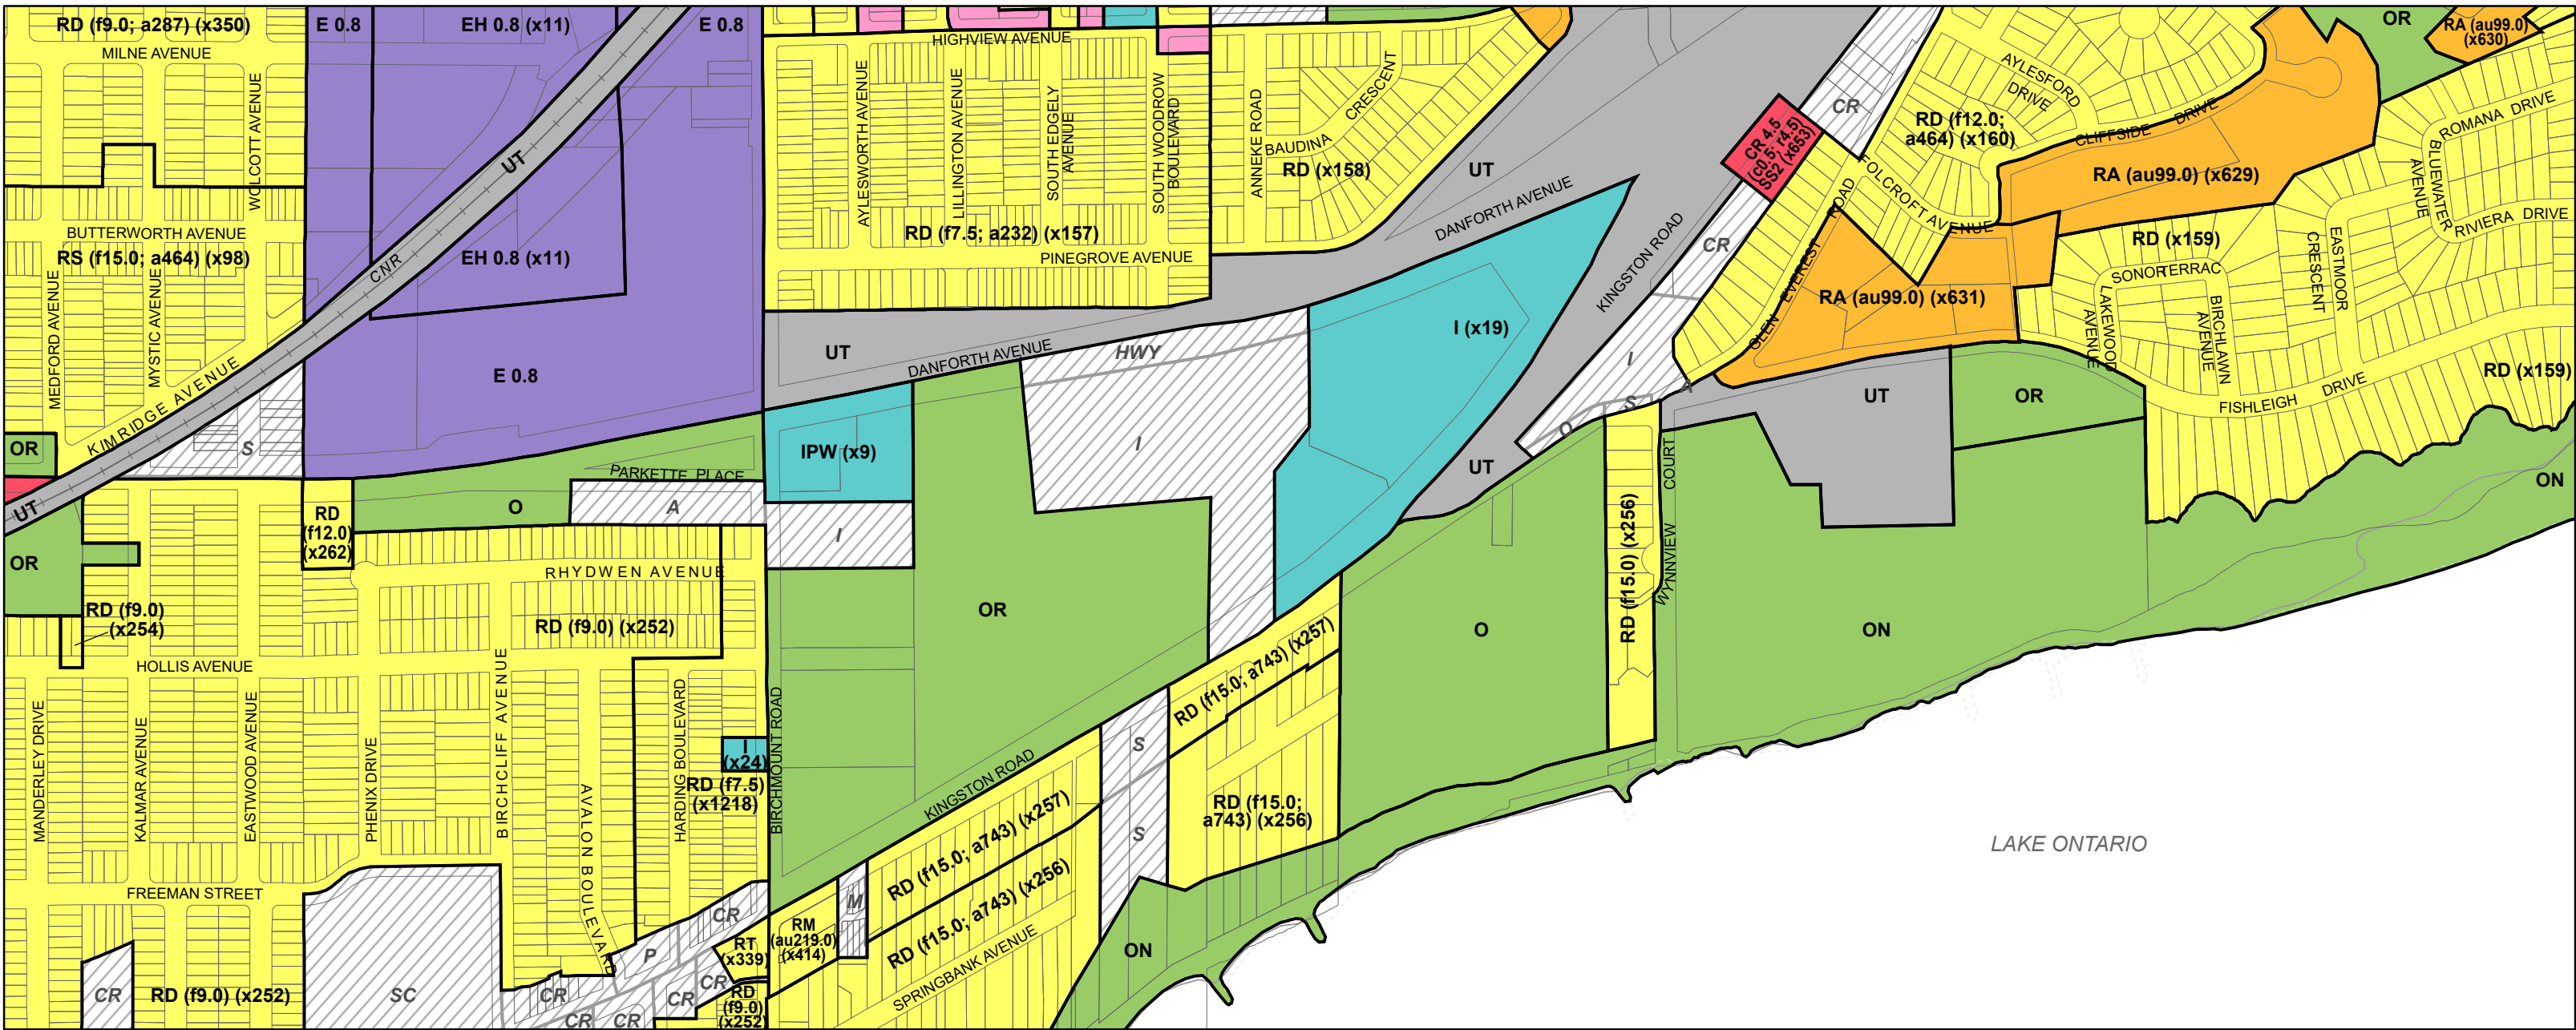 RD (f9.0; a287) (x350)
E 0.8
EH 0.8 (x11)
E 0.8
OR
RA (au99.0)
(x630)
MILNE AVENUE
HIGHVIEW AVENUE
WOLCOTT AVENUE
AYLESWORTH AVENUE
LILLINGTON AVENUE
SOUTH EDGELY
AVENUE
SOUTH WOODROW
BOULEVARD
ANNEKE ROAD
BAUDINA
CRESCENT
RD (x158)
UT
UT
CR 4.5
(c0.5; r4.5)
SS2 (x653)
CR
AYLESFORD
DRIVE
RD (f12.0;
a464) (x160)
CLIFFSIDE DRIVE
ROMANA DRIVE
BLUEWATER
AVENUE
RIVIERA DRIVE
RA (au99.0) (x629)
FOLCROFT AVENUE
BUTTERWORTH AVENUE
RS (f15.0; a464) (x98)
CNR
EH 0.8 (x11)
RD (f7.5; a232) (x157)
PINEGROVE AVENUE
DANFORTH AVENUE
KINGSTON ROAD
CR
GLEN EVEREST ROAD
RD (x159)
SONOR
TERRAC
EASTMOOR
CRESCENT
RA (au99.0) (x631)
LAKEWOOD
AVENUE
BIRCHLAWN
AVENUE
MEDFORD AVENUE
MYSTIC AVENUE
KIMRIDGE AVENUE
E 0.8
UT
DANFORTH AVENUE
HWY
I (x19)
I
S
A
UT
OR
FISHLEIGH DRIVE
RD (x159)
OR
S
IPW (x9)
I
O
UT
PARKETTE PLACE
A
O
UT
ON
RD
(f12.0)
(x262)
I
OR
RHYDWEN AVENUE
WYNNVIEW COURT
RD (f15.0) (x256)
RD (f9.0)
(x254)
RD (f9.0) (x252)
OR
O
ON
HOLLIS AVENUE
RD (f15.0; a743) (x257)
MANDERLEY DRIVE
KALMAR AVENUE
EASTWOOD AVENUE
PHENIX DRIVE
BIRCHCLIFF AVENUE
AVALON BOULEVARD
HARDING BOULEVARD
I
(x24)
RD (f7.5)
(x1218)
BIRCHMOUNT ROAD
KINGSTON ROAD
S
S
RD (f15.0;
a743) (x256)
RD (f15.0; a743) (x257)
RD (f15.0; a743) (x256)
LAKE ONTARIO
FREEMAN STREET
M
CR
RM
(au219.0)
(x414)
RT
(x339)
P
CR
SPRINGBANK AVENUE
ON
CR
RD (f9.0) (x252)
SC
CR
CR
RD
(f9.0)
(x252)
CR
CR